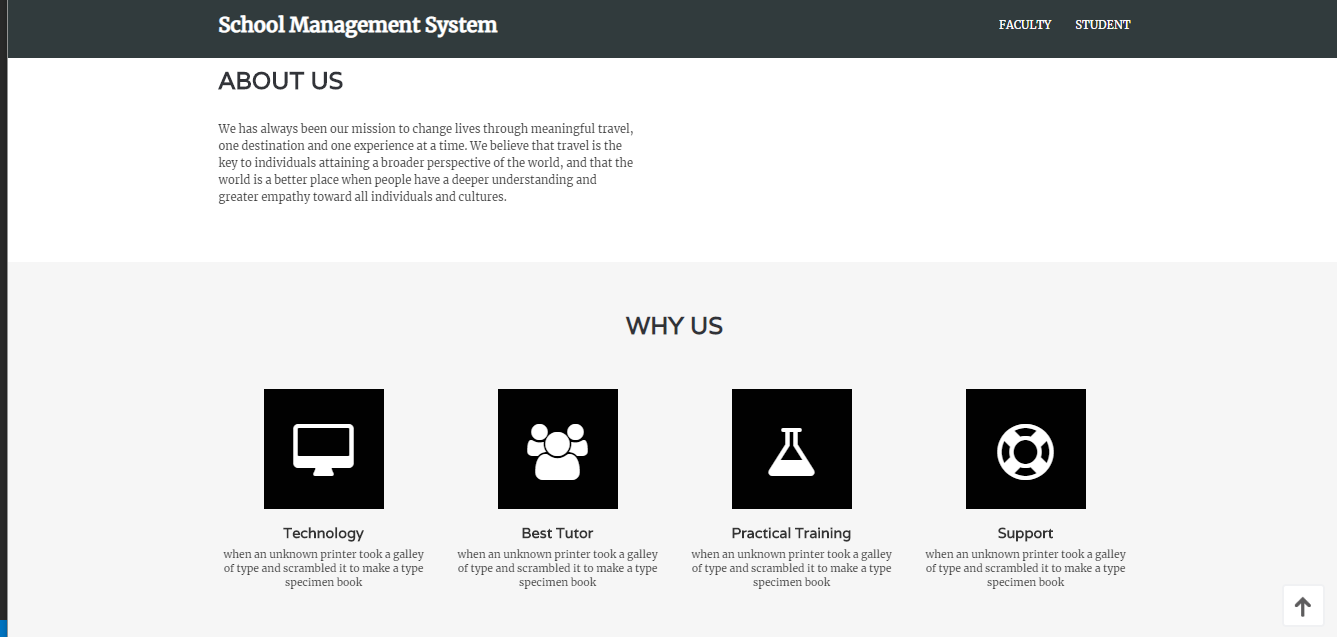 School Management System
FACULTY STUDENT
ABOUT US
We has always been our mission to change lives through meaningful travel,
one destination and one experience at a time. We believe that travel is the
key to individuals attaining a broader perspective of the world, and that the
world is a better place when people have a deeper understanding and
greater empathy toward all individuals and cultures.
WHY US
Technology
when an unknown printer took a galley
of type and scrambled it to make a type
specimen book
Best Tutor
when an unknown printer took a galley
of type and scrambled it to make a type
specimen book
Practical Training
when an unknown printer took a galley
of type and scrambled it to make a type
specimen book
Support
when an unknown printer took a galley
of type and scrambled it to make a type
specimen book